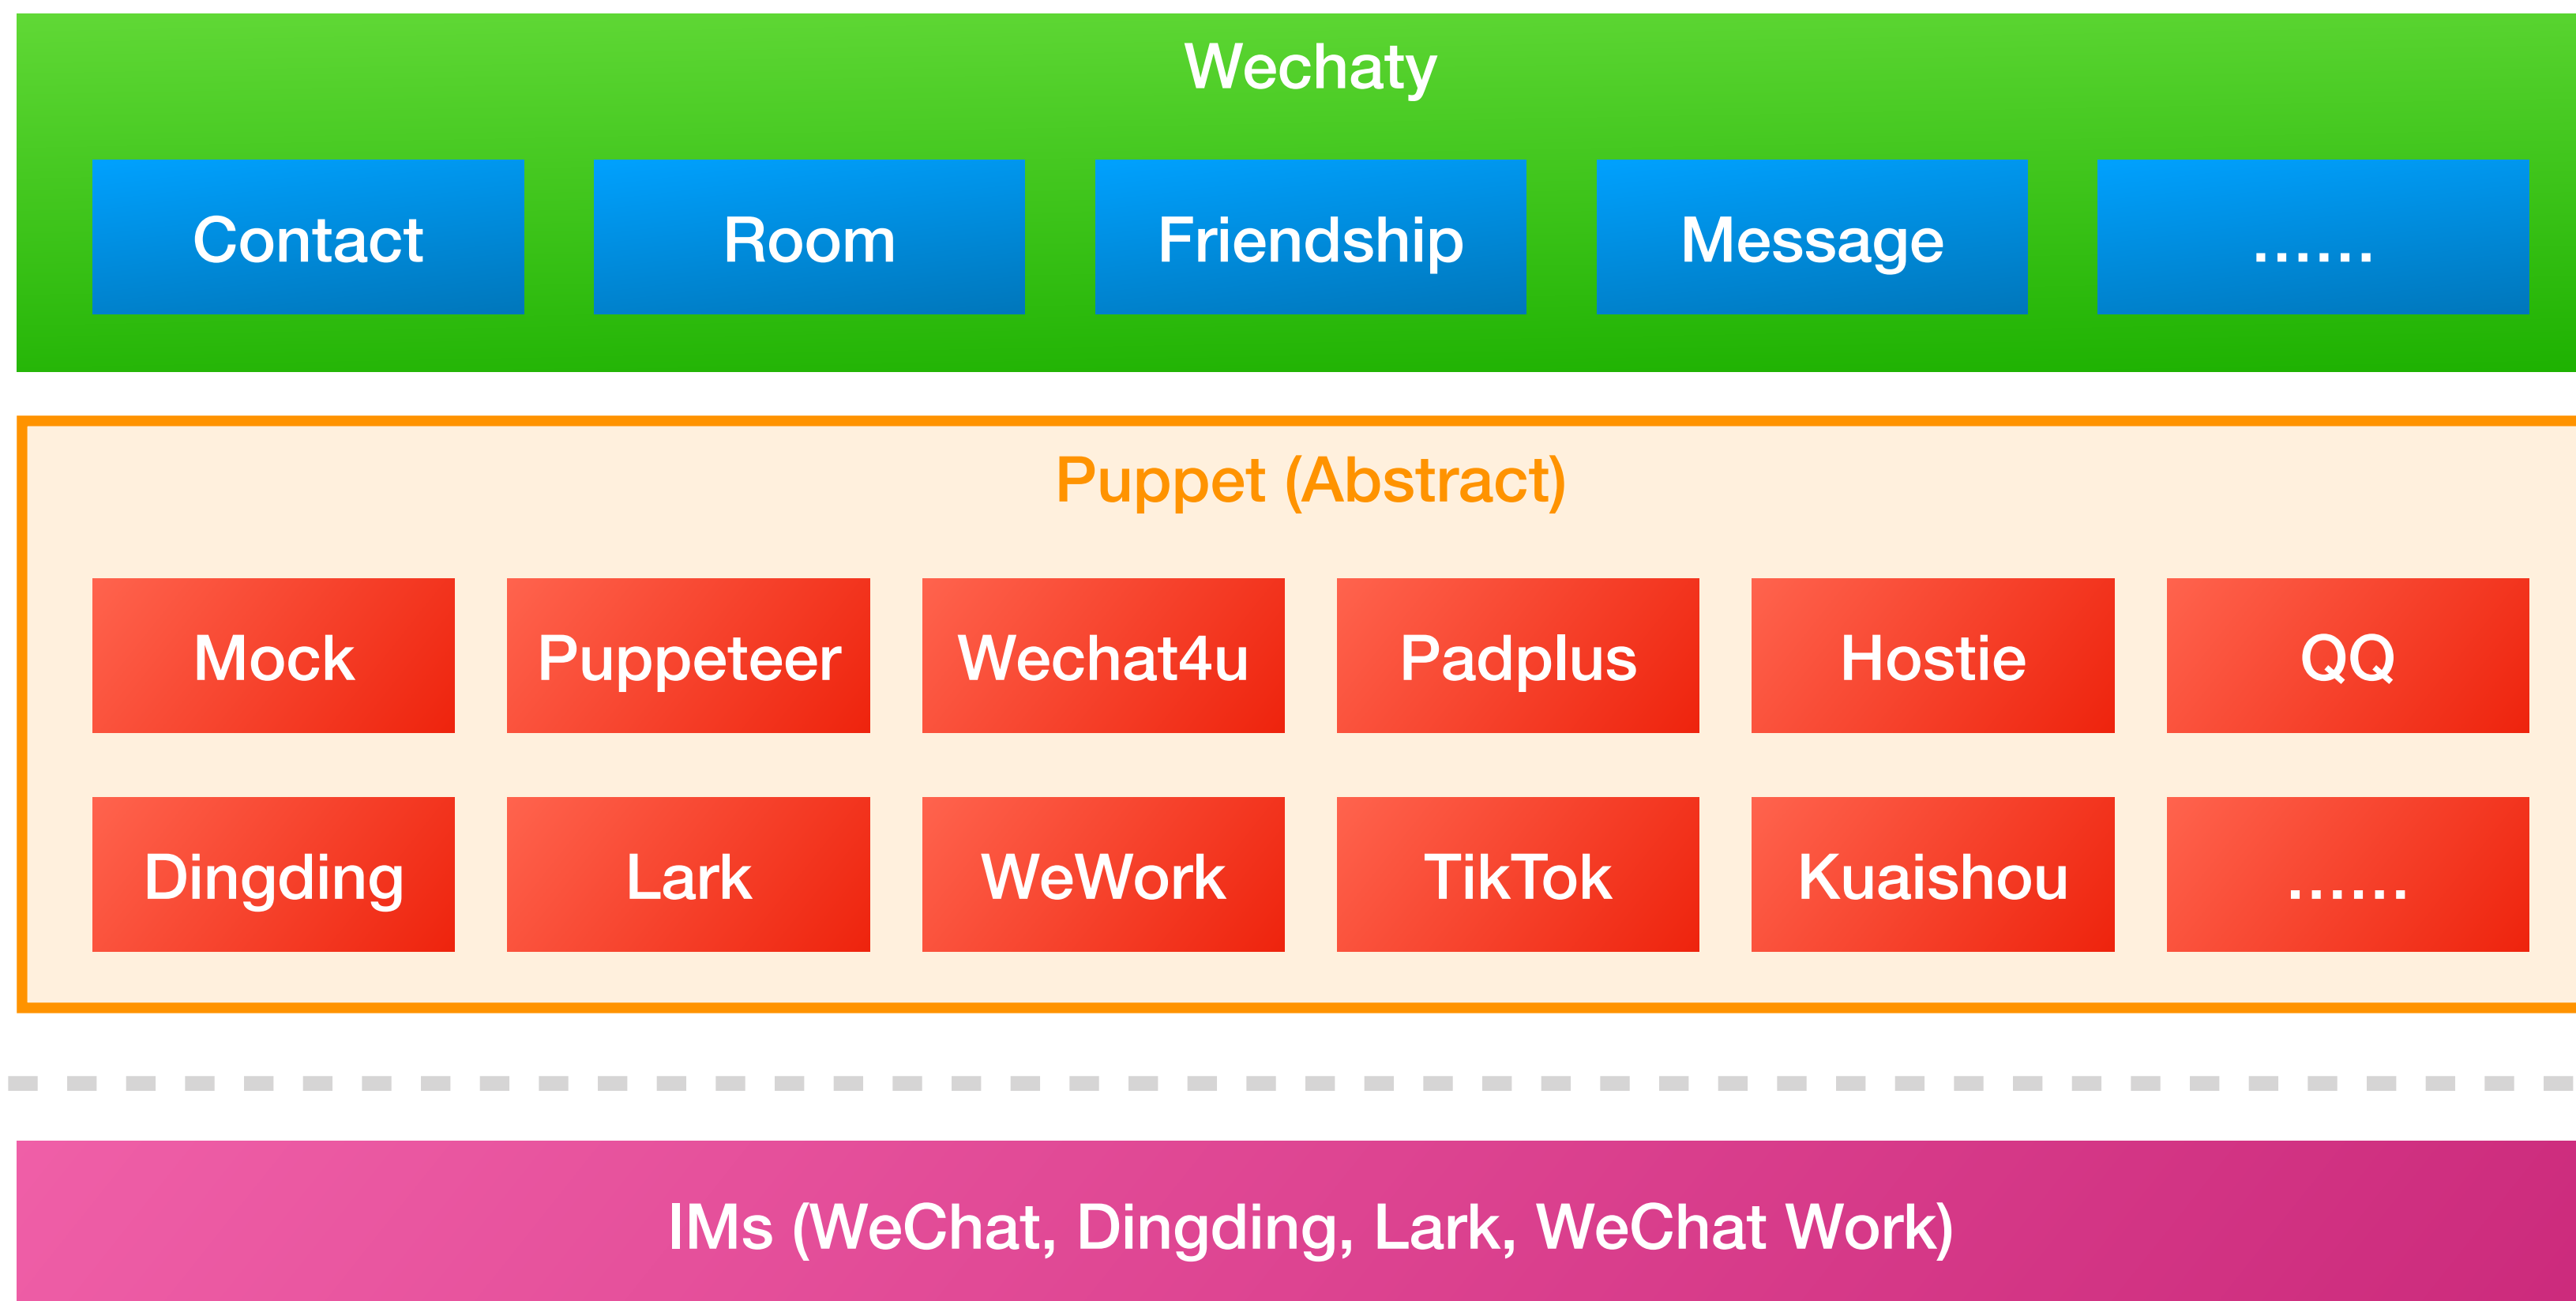 Wechaty
Contact Room Friendship Message ......
Puppet (Abstract)
Mock Puppeteer Wechat4u Padplus Hostie QQ
Dingding Lark WeWork TikTok Kuaishou ......
IMs (WeChat, Dingding, Lark, WeChat Work)